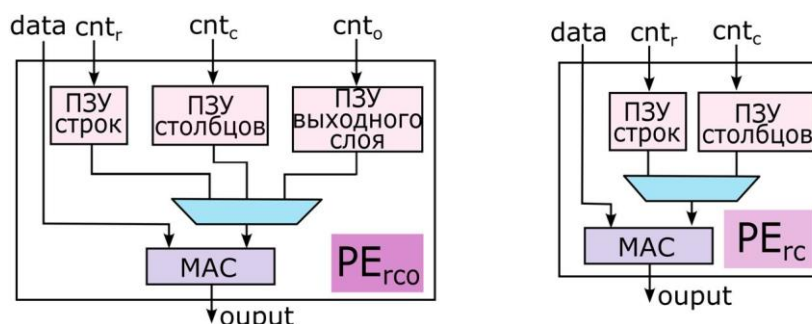 data cntr cntc cnto
ПЗУ
строк
ПЗУ
столбцов
ПЗУ
выходного
слоя
MAC
PErco
ouput
data cntr cntc
ПЗУ
строк
ПЗУ
столбцов
MAC
PErc
ouput